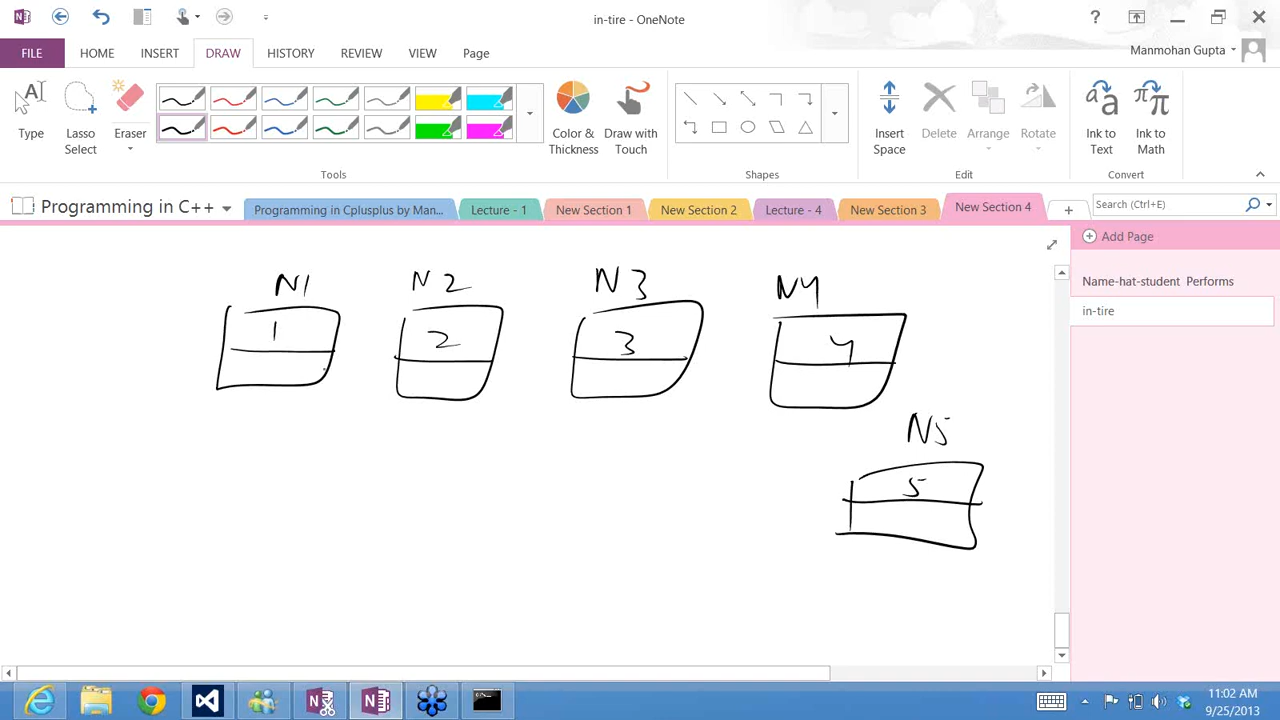 in-tire - OneNote
Manmohan Gupta
FILE HOME INSERT DRAW HISTORY REVIEW VIEW Page
Type
Lasso Select
Eraser
Color & Thickness
Draw with Touch
Insert Space
Delete
Arrange
Rotate
Ink to Text
Ink to Math
Tools
Shapes
Edit
Convert
Programming in C++
Programming in Cplusplus by Man...
Lecture - 1
New Section 1
New Section 2
Lecture - 4
New Section 3
New Section 4
Search (Ctrl+E)
Add Page
Name-hat-student Performs
in-tire
N1 N2 N3 N4
1 2 3 4
N5
5
11:02 AM
9/25/2013